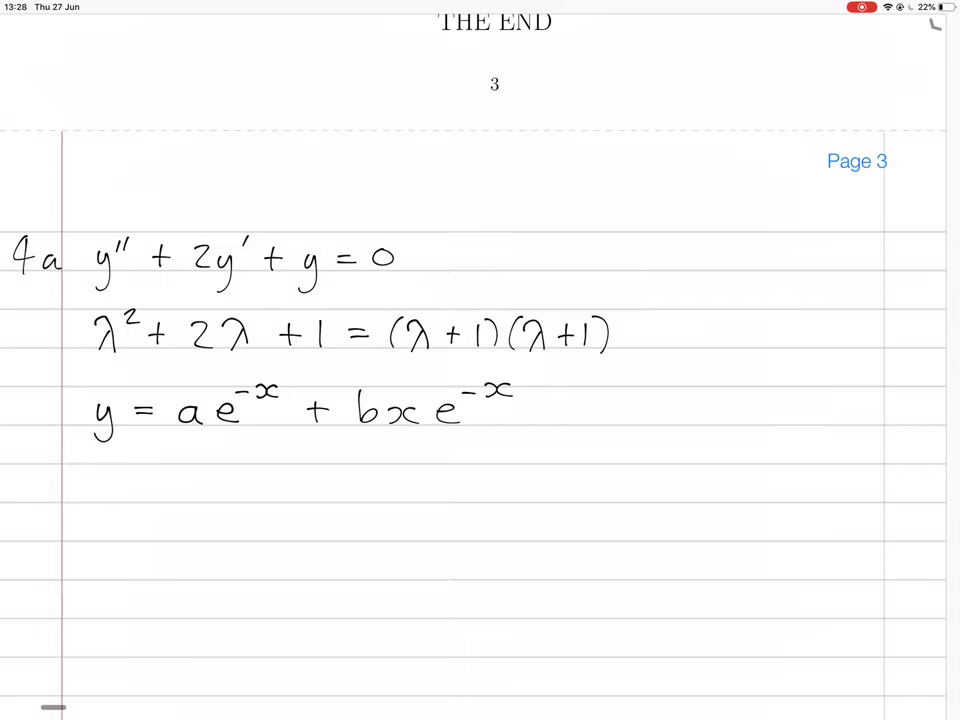 13:28 Thu 27 Jun 22%
THE END
3
Page 3
4a y'' + 2y' + y = 0
λ² + 2λ + 1 = (λ + 1)(λ + 1)
y = ae⁻ˣ + bxe⁻ˣ